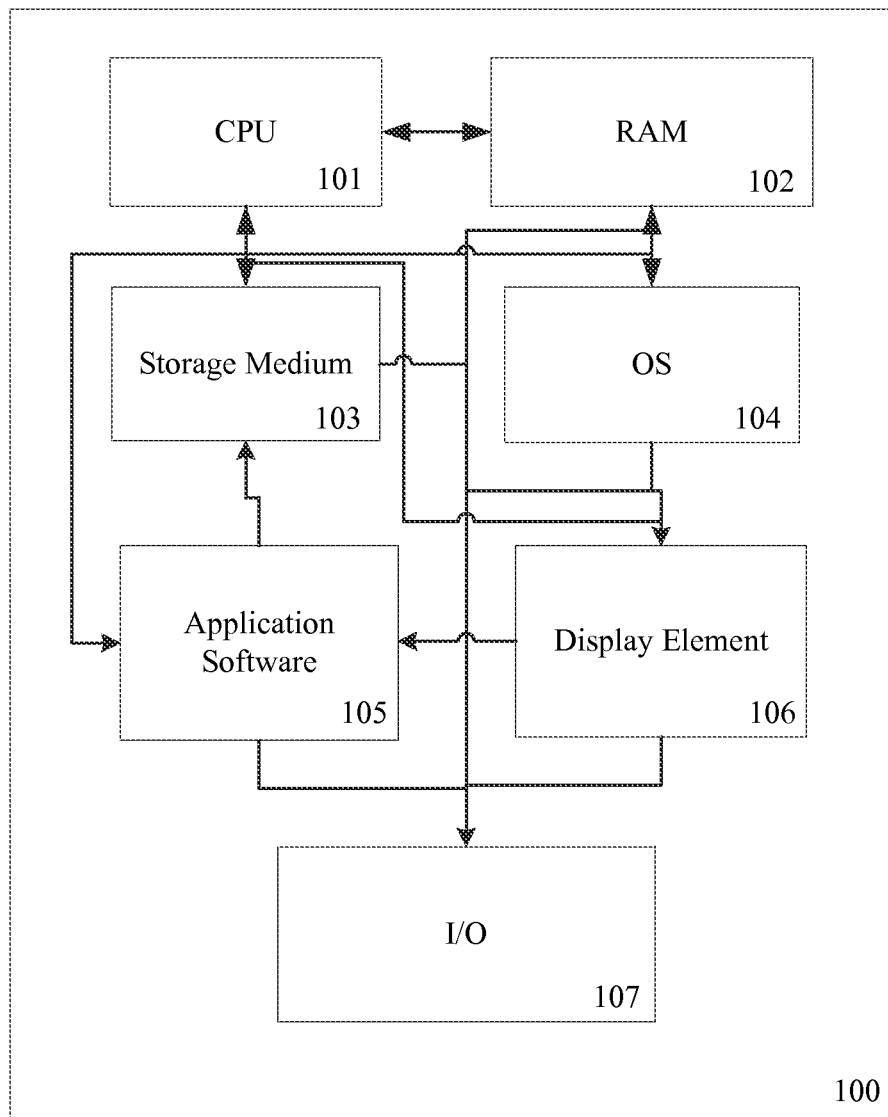 CPU
101
RAM
102
Storage Medium
103
OS
104
Application
Software
105
Display Element
106
I/O
107
100